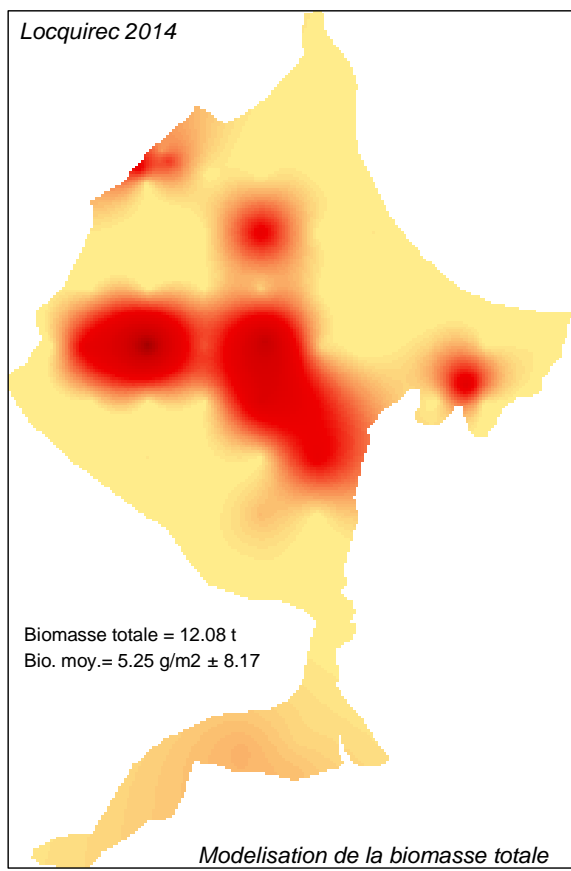 Locquirec 2014
Biomasse totale = 12.08 t
Bio. moy.= 5.25 g/m2 ± 8.17
Modelisation de la biomasse totale